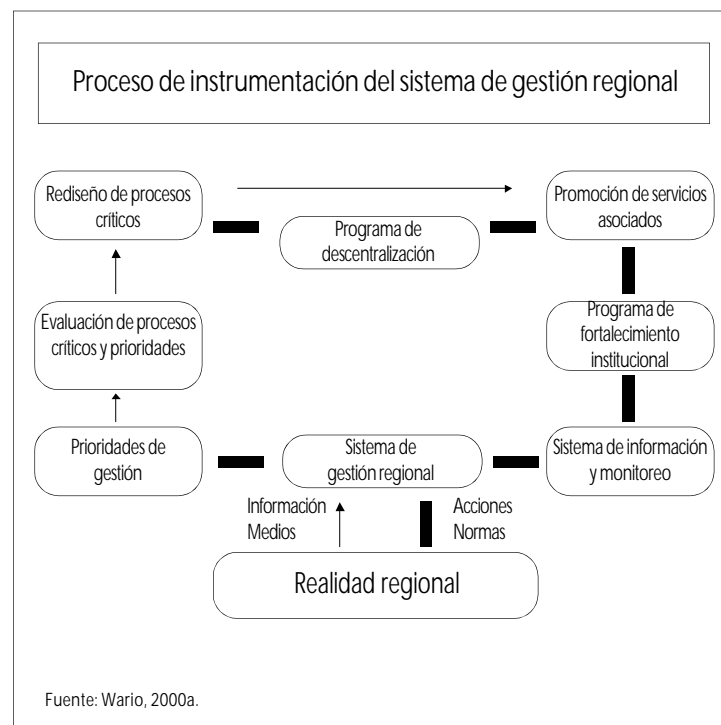 Proceso de instrumentación del sistema de gestión regional
Rediseño de procesos
críticos
Programa de
descentralización
Promoción de servicios
asociados
Evaluación de procesos
críticos y prioridades
Programa de
fortalecimiento
institucional
Prioridades de
gestión
Sistema de
gestión regional
Sistema de información
y monitoreo
Información
Medios
Acciones
Normas
Realidad regional
Fuente: Wario, 2000a.